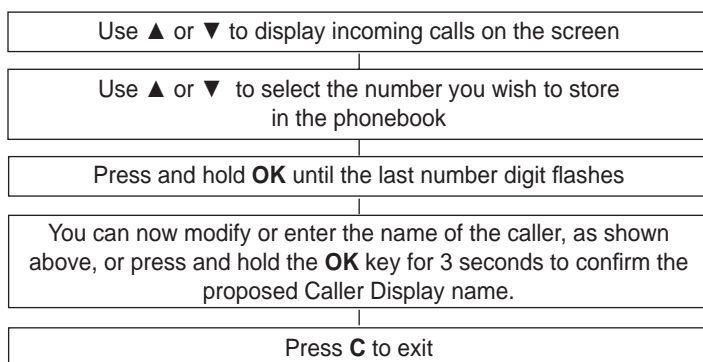 Use ▲ or ▼ to display incoming calls on the screen
Use ▲ or ▼ to select the number you wish to store
in the phonebook
Press and hold OK until the last number digit flashes
You can now modify or enter the name of the caller, as shown
above, or press and hold the OK key for 3 seconds to confirm the
proposed Caller Display name.
Press C to exit